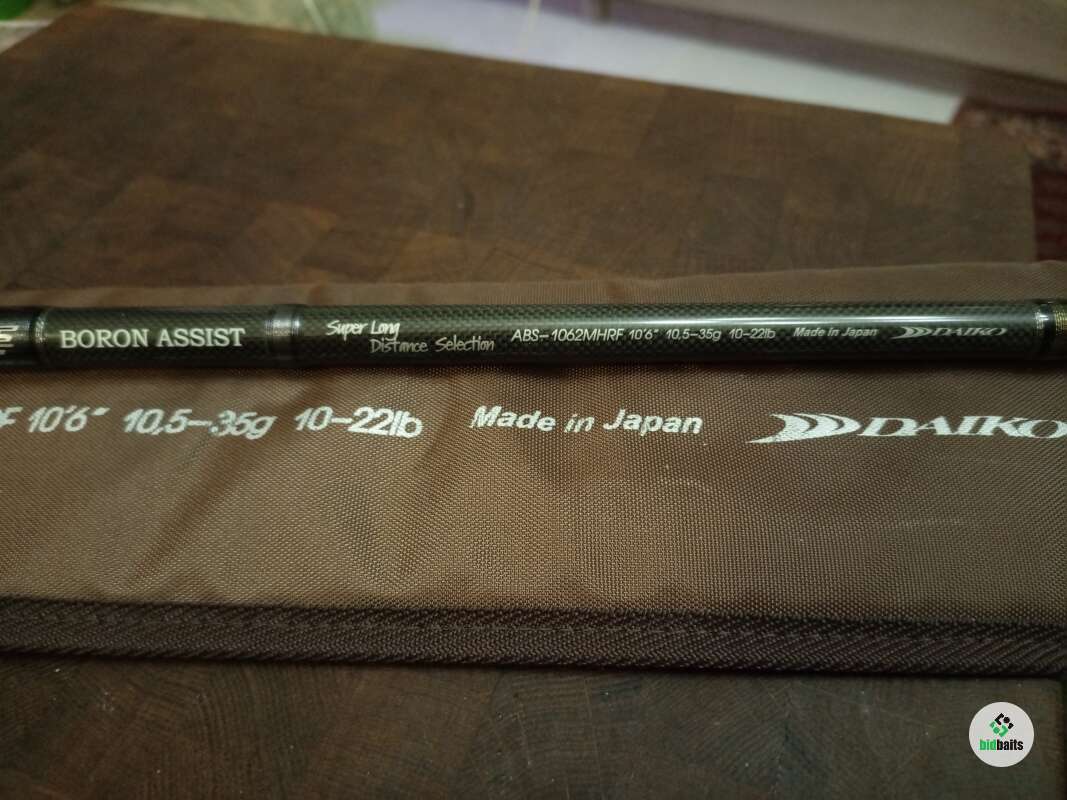 BORON ASSIST
Super Long
Distance Selection
ABS-1062MHRF 10'6" 10,5-35g 10-22lb Made in Japan DAIKO
F 10'6" 10,5-35g 10-22lb Made in Japan DAIKO
bidbaits